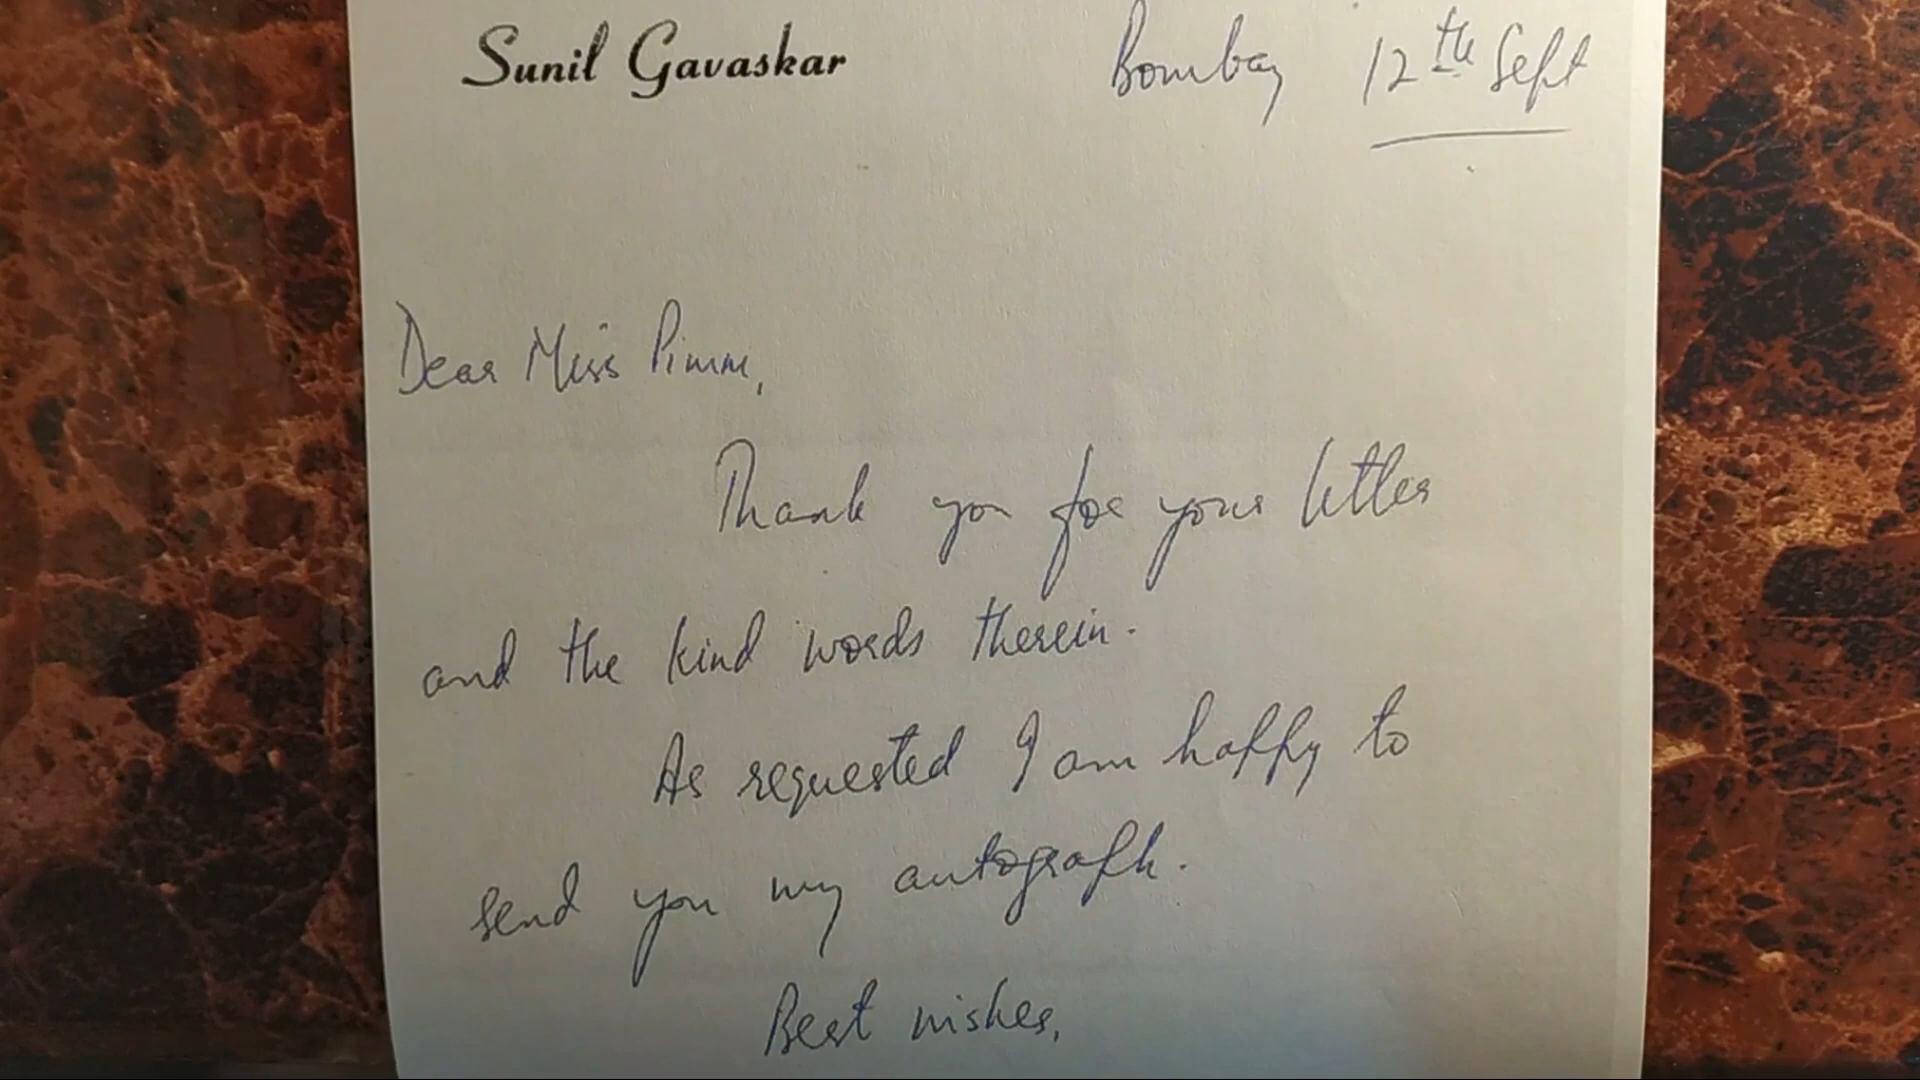 Sunil Gavaskar
Bombay 12th Sept
Dear Miss Pimm,
Thank you for your letter
and the kind words therein.
As requested I am happy to
send you my autograph.
Best wishes,